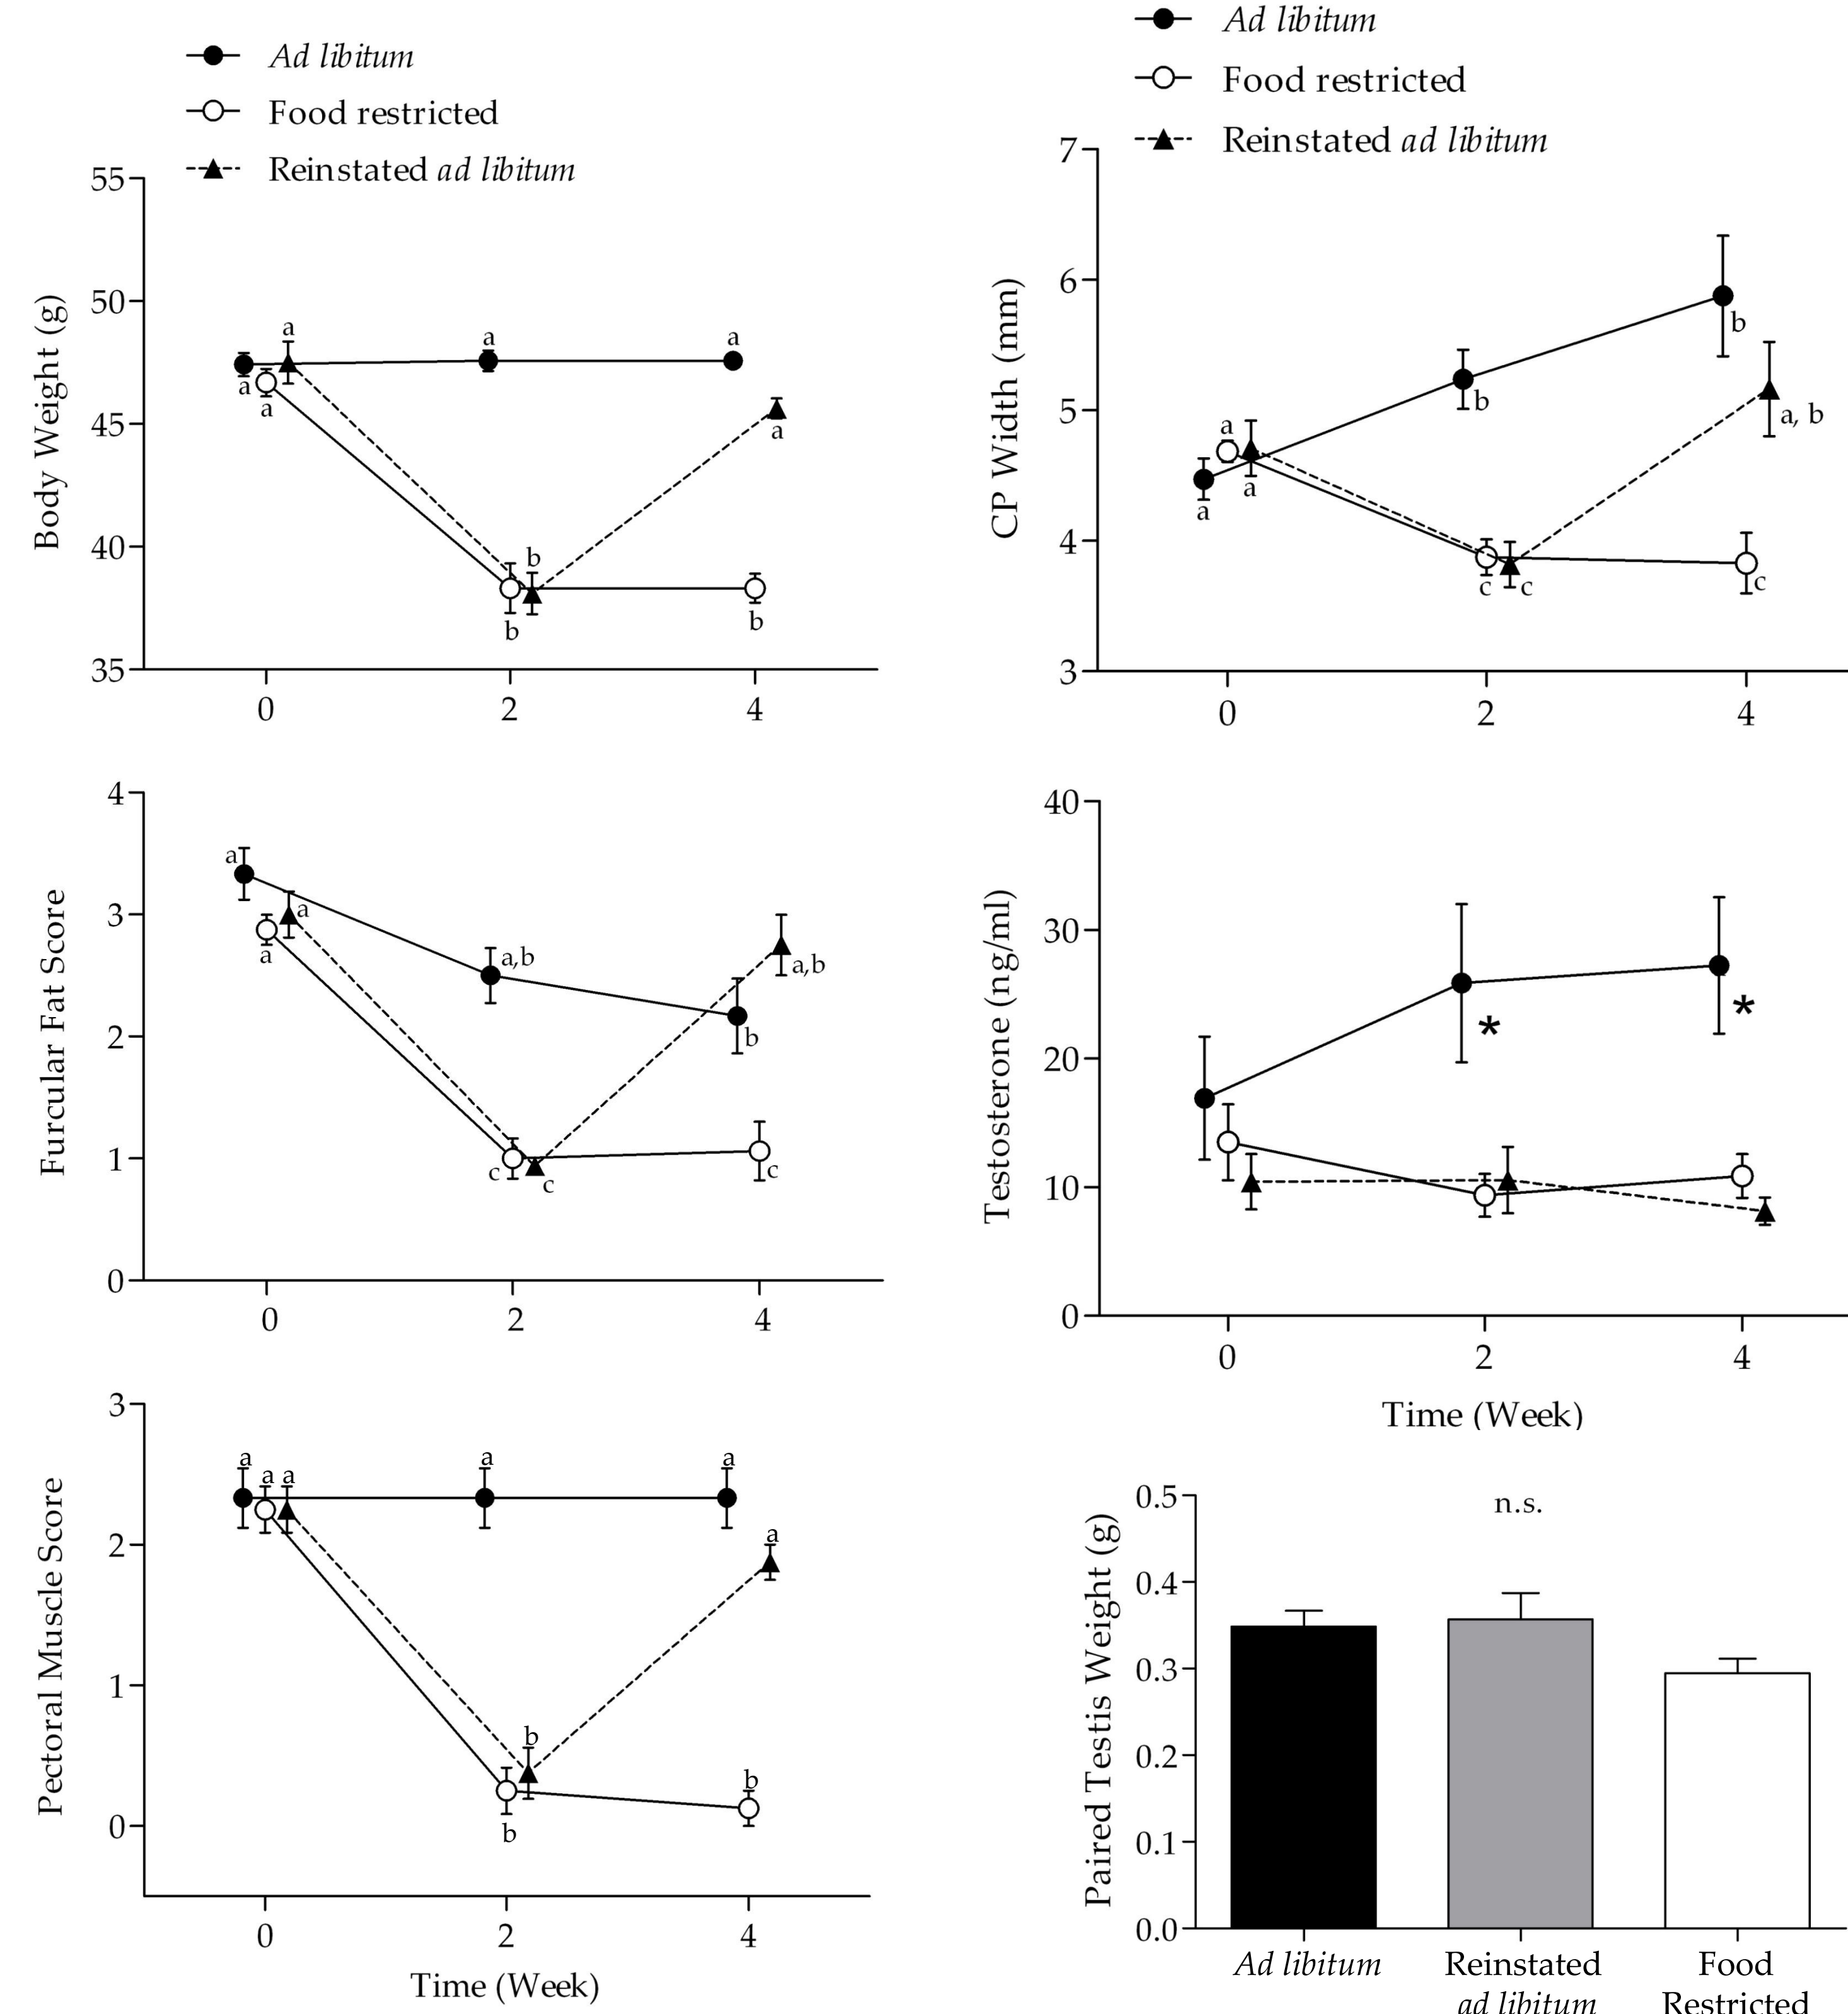 Ad libitum
Food restricted
Reinstated ad libitum
55
50
45
40
35
Body Weight (g)
a
a
a
a
a
b
b
a
b
0
2
4
4
3
2
1
0
Furcular Fat Score
a
a
a
a,b
c
c
a,b
b
c
0
2
4
3
2
1
0
Pectoral Muscle Score
a
a
a
a
b
b
a
a
b
0
2
4
Time (Week)
Ad libitum
Food restricted
Reinstated ad libitum
7
6
5
4
3
CP Width (mm)
a
a
a
b
c
c
b
a, b
c
0
2
4
40
30
20
10
0
Testosterone (ng/ml)
*
*
0
2
4
Time (Week)
0.5
0.4
0.3
0.2
0.1
0.0
Paired Testis Weight (g)
n.s.
Ad libitum
Reinstated
ad libitum
Food
Restricted